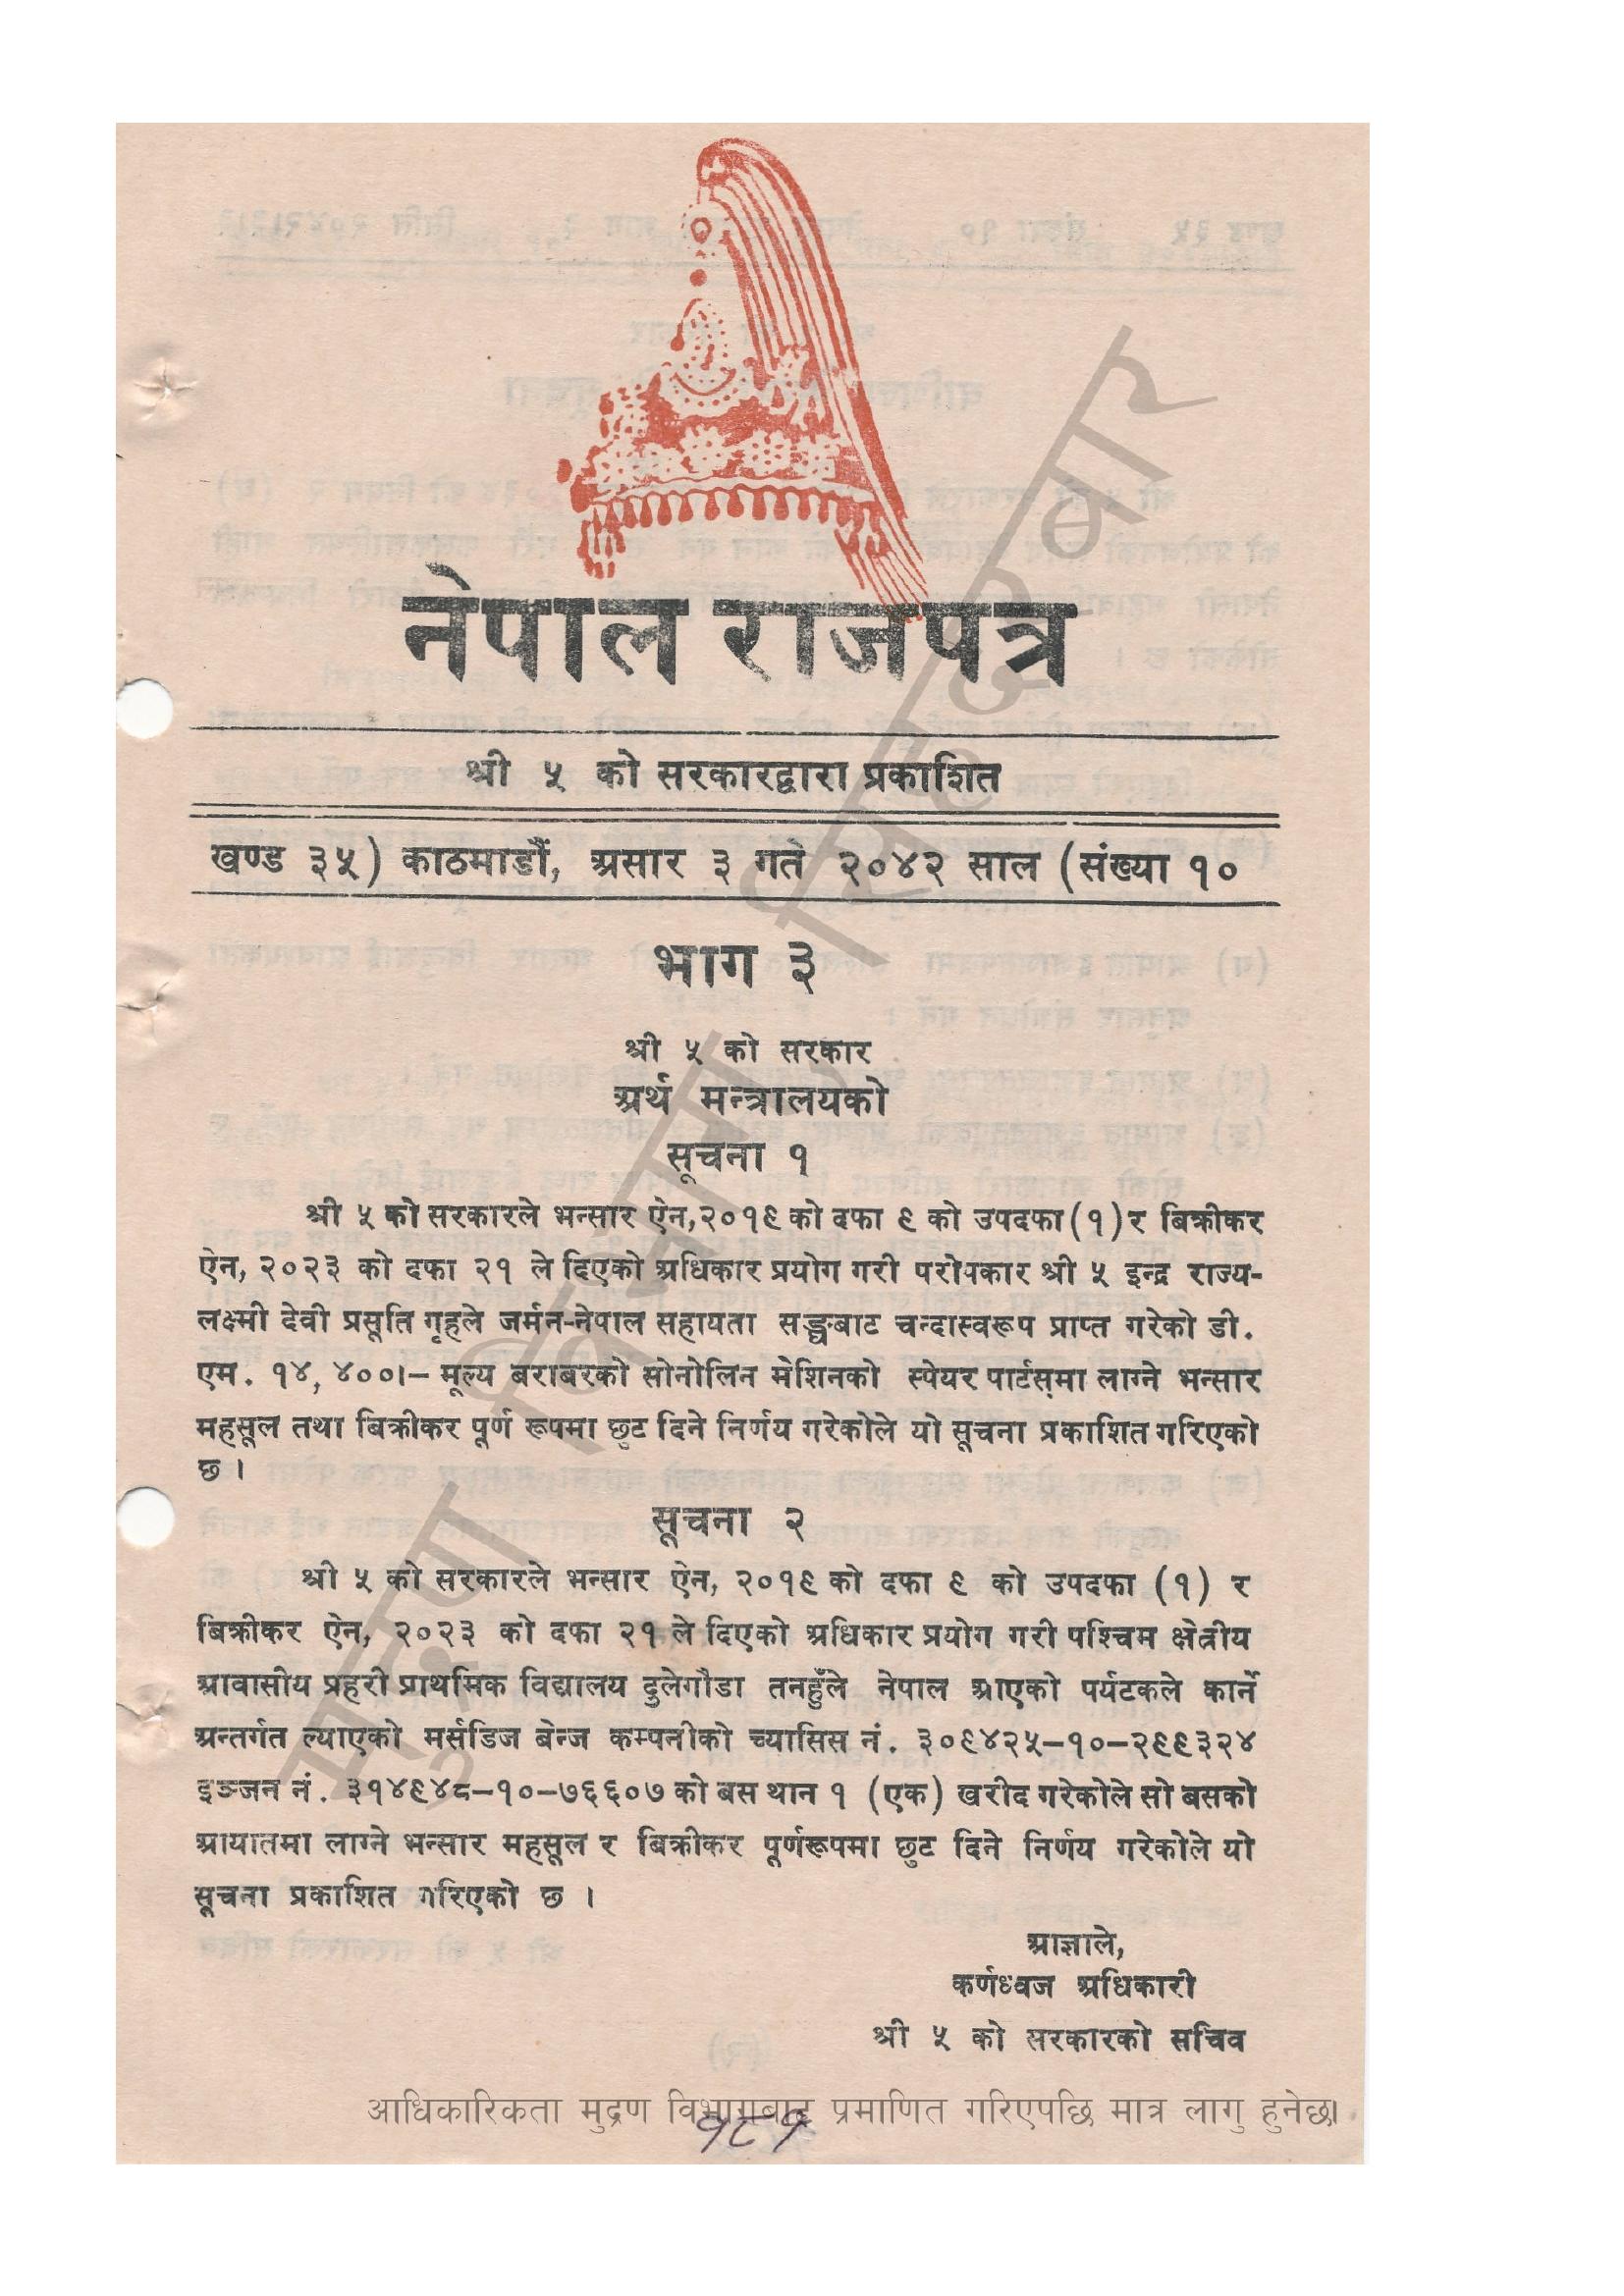 नेपाल राजपत्र
श्री ५ को सरकारद्वारा प्रकाशित
खण्ड ३५) काठमाडौं, असार ३ गते २०४२ साल (संख्या १०
भाग ३
श्री ५ को सरकार
अर्थ मन्त्रालयको
सूचना १
श्री ५ को सरकारले भन्सार ऐन,२०१९ को दफा ९ को उपदफा (१) र बिक्रीकर
ऐन, २०२३ को दफा २१ ले दिएको अधिकार प्रयोग गरी परोपकार श्री ५ इन्द्र राज्य-
लक्ष्मी देवी प्रसूति गृहले जर्मन-नेपाल सहायता सङ्घबाट चन्दास्वरूप प्राप्त गरेको डी.
एम. १४, ४००।– मूल्य बराबरको सोनोलिन मेशिनको स्पेयर पार्टस्मा लाग्ने भन्सार
महसूल तथा बिक्रीकर पूर्ण रूपमा छुट दिने निर्णय गरेकोले यो सूचना प्रकाशित गरिएको
छ ।
सूचना २
श्री ५ को सरकारले भन्सार ऐन, २०१९ को दफा ९ को उपदफा (१) र
बिक्रीकर ऐन, २०२३ को दफा २१ ले दिएको अधिकार प्रयोग गरी पश्चिम क्षेत्रीय
आवासीय प्रहरी प्राथमिक विद्यालय दुलेगौडा तनहुँले नेपाल आएको पर्यटकले कार्ने
अन्तर्गत ल्याएको मर्सडिज बेन्ज कम्पनीको च्यासिस नं. ३०९४२५–१०–२९९३२४
इञ्जन नं. ३१४९४८–१०–७६६०७ को बस थान १ (एक) खरीद गरेकोले सो बसको
आयातमा लाग्ने भन्सार महसूल र बिक्रीकर पूर्णरूपमा छुट दिने निर्णय गरेकोले यो
सूचना प्रकाशित गरिएको छ ।
आज्ञाले,
कर्णध्वज अधिकारी
श्री ५ को सरकारको सचिव
आधिकारिकता मुद्रण विभागबाट प्रमाणित गरिएपछि मात्र लागु हुनेछ।
१८१
मुद्रण विभाग, सिंहदरबार